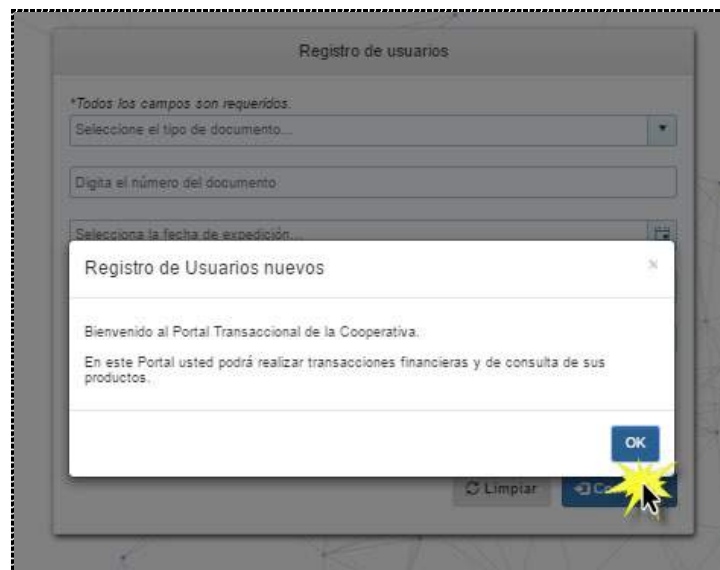 Registro de usuarios
*Todos los campos son requeridos.
Seleccione el tipo de documento...
Digita el número del documento
Selecciona la fecha de expedición...
Registro de Usuarios nuevos
×
Bienvenido al Portal Transaccional de la Cooperativa.
En este Portal usted podrá realizar transacciones financieras y de consulta de sus
productos.
OK
Limpiar